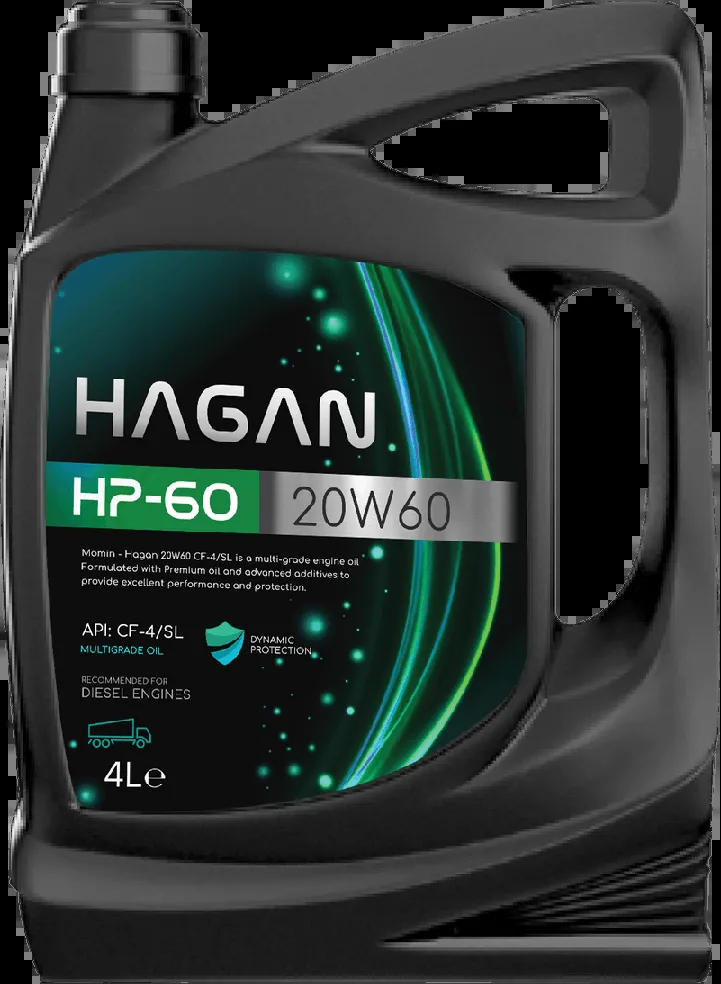 HAGAN
HP-60 20W60
Momin - Hagan 20W60 CF-4/SL is a multi-grade engine oil
Formulated with Premium oil and advanced additives to
provide excellent performance and protection.
API: CF-4/SL
MULTIGRADE OIL
DYNAMIC
PROTECTION
RECOMMENDED FOR
DIESEL ENGINES
4L℮